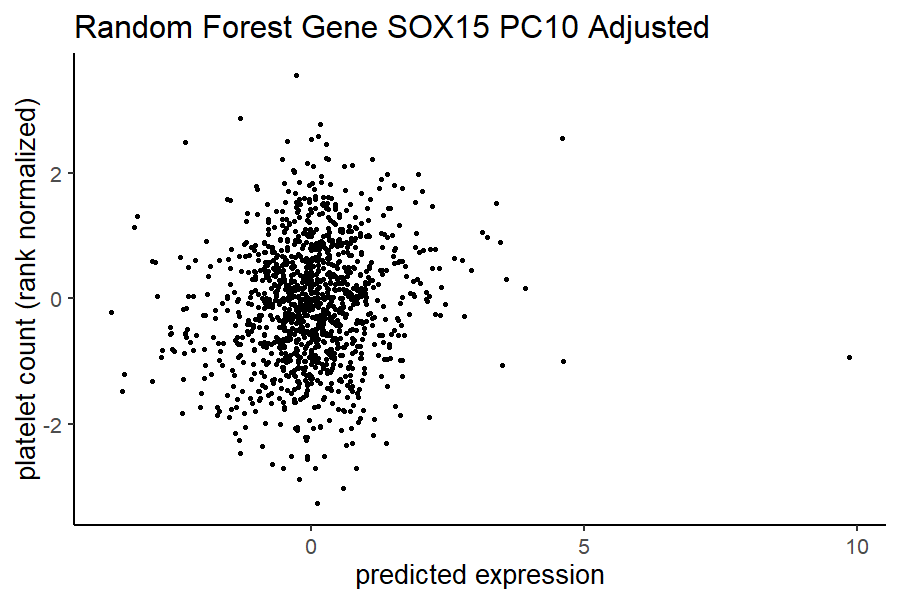 Random Forest Gene SOX15 PC10 Adjusted
platelet count (rank normalized)
2
0
-2
0
5
10
predicted expression